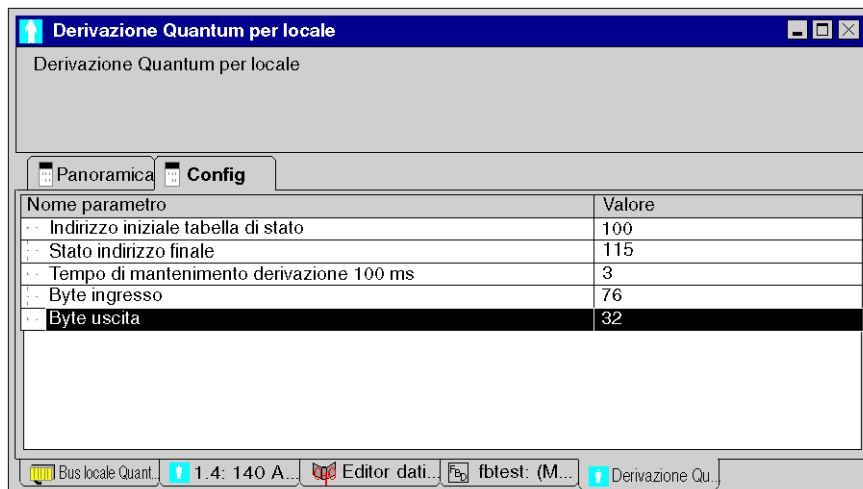 Derivazione Quantum per locale
Derivazione Quantum per locale
Panoramica Config
Nome parametro Valore
Indirizzo iniziale tabella di stato 100
Stato indirizzo finale 115
Tempo di mantenimento derivazione 100 ms 3
Byte ingresso 76
Byte uscita 32
Bus locale Quant... 1.4: 140 A... Editor dati... FBD fbtest: (M... Derivazione Qu...